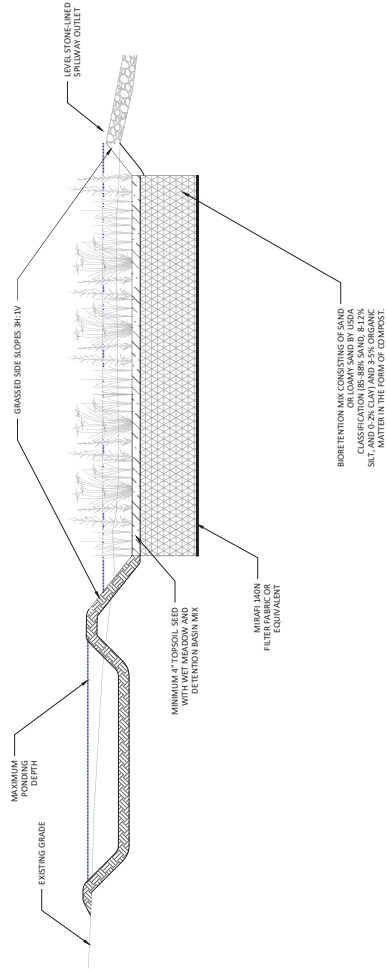 EXISTING GRADE
MAXIMUM
PONDING
DEPTH
GRASSED SIDE SLOPES 3H:1V
LEVEL STONE-LINED
SPILLWAY OUTLET
MINIMUM 4" TOPSOIL SEED
WITH WET MEADOW AND
DETENTION BASIN MIX
MIRAFI 140N
FILTER FABRIC OR
EQUIVALENT
BIORETENTION MIX CONSISTING OF SAND
OR LOAMY SAND BY USDA
CLASSIFICATION (85-88% SAND, 8-12%
SILT, AND 0-2% CLAY) AND 3-5% ORGANIC
MATTER IN THE FORM OF COMPOST.